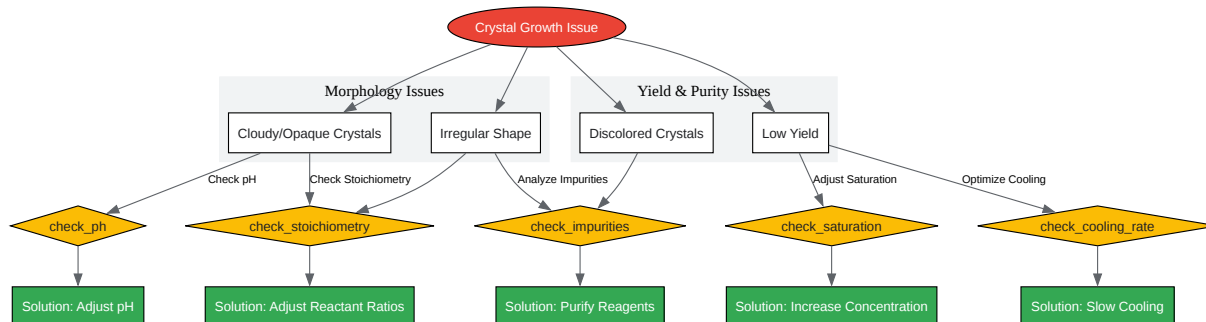 Crystal Growth Issue
Morphology Issues
Yield & Purity Issues
Cloudy/Opaque Crystals
Irregular Shape
Discolored Crystals
Low Yield
Check pH
Check Stoichiometry
Analyze Impurities
Adjust Saturation
Optimize Cooling
check_ph
check_stoichiometry
check_impurities
check_saturation
check_cooling_rate
Solution: Adjust pH
Solution: Adjust Reactant Ratios
Solution: Purify Reagents
Solution: Increase Concentration
Solution: Slow Cooling